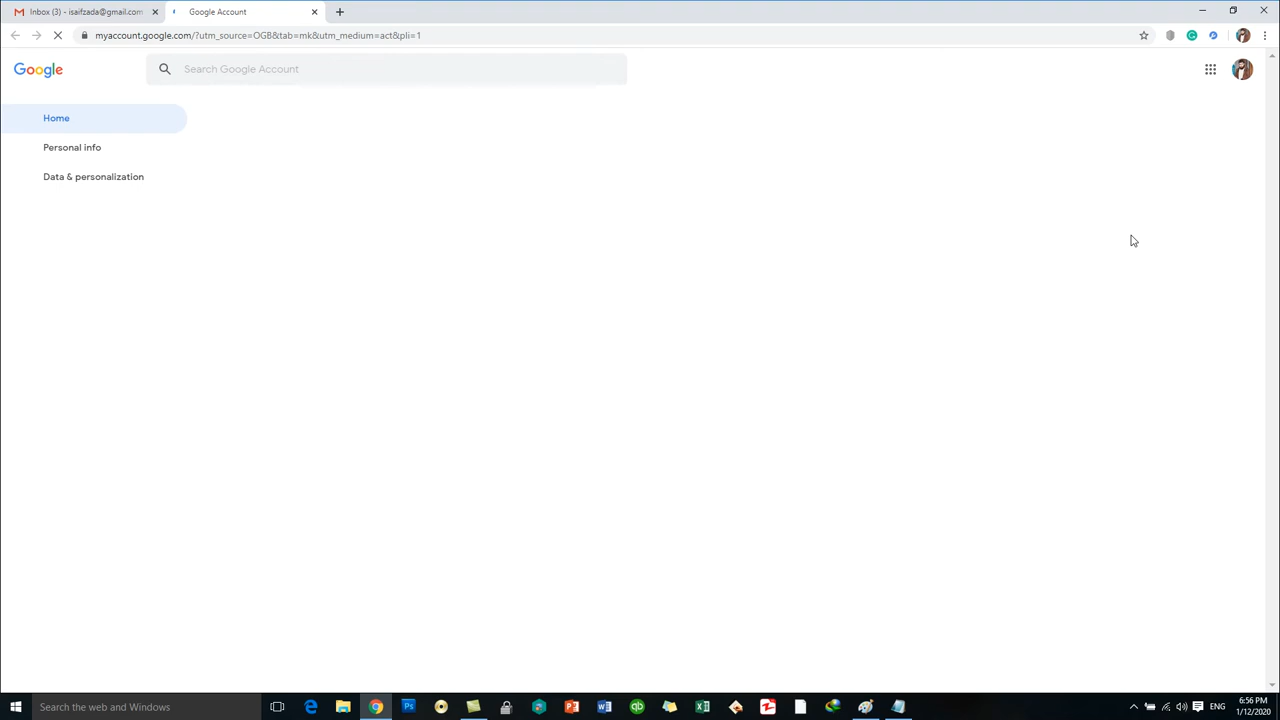 Inbox (3) - isaifzada@gmail.com
Google Account
myaccount.google.com/?utm_source=OGB&tab=mk&utm_medium=act&pli=1
Google
Search Google Account
Home
Personal info
Data & personalization
Search the web and Windows
ENG
6:56 PM
1/12/2020